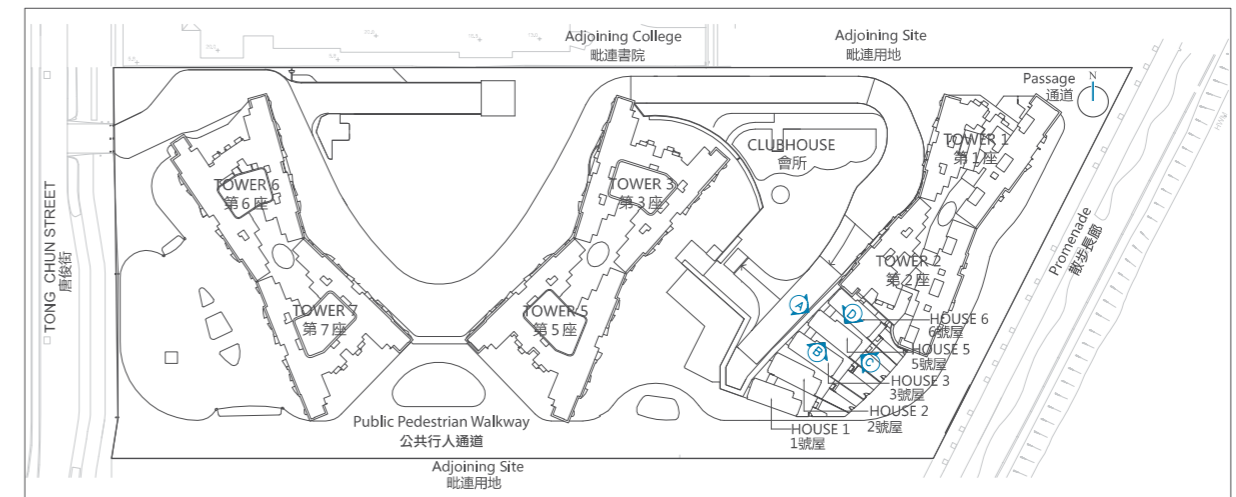 Adjoining College
毗連書院
Adjoining Site
毗連用地
Passage
通道
N
TONG CHUN STREET
唐俊街
TOWER 6
第6座
TOWER 7
第7座
TOWER 3
第3座
TOWER 5
第5座
CLUBHOUSE
會所
TOWER 1
第1座
TOWER 2
第2座
Promenade
散步長廊
A
D
B
C
HOUSE 6
6號屋
HOUSE 5
5號屋
HOUSE 3
3號屋
HOUSE 2
2號屋
HOUSE 1
1號屋
Public Pedestrian Walkway
公共行人通道
Adjoining Site
毗連用地